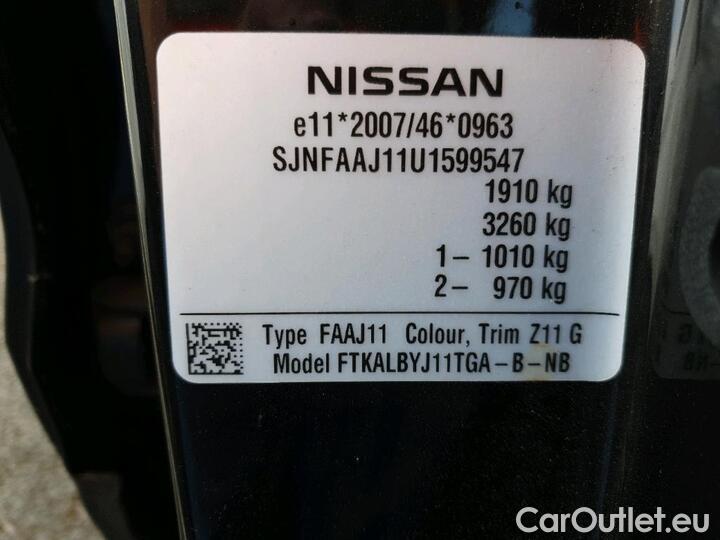 NISSAN
e11*2007/46*0963
SJNFAAJ11U1599547
1910 kg
3260 kg
1– 1010 kg
2– 970 kg
Type FAAJ11 Colour, Trim Z11 G
Model FTKALBYJ11TGA–B–NB
CarOutlet.eu